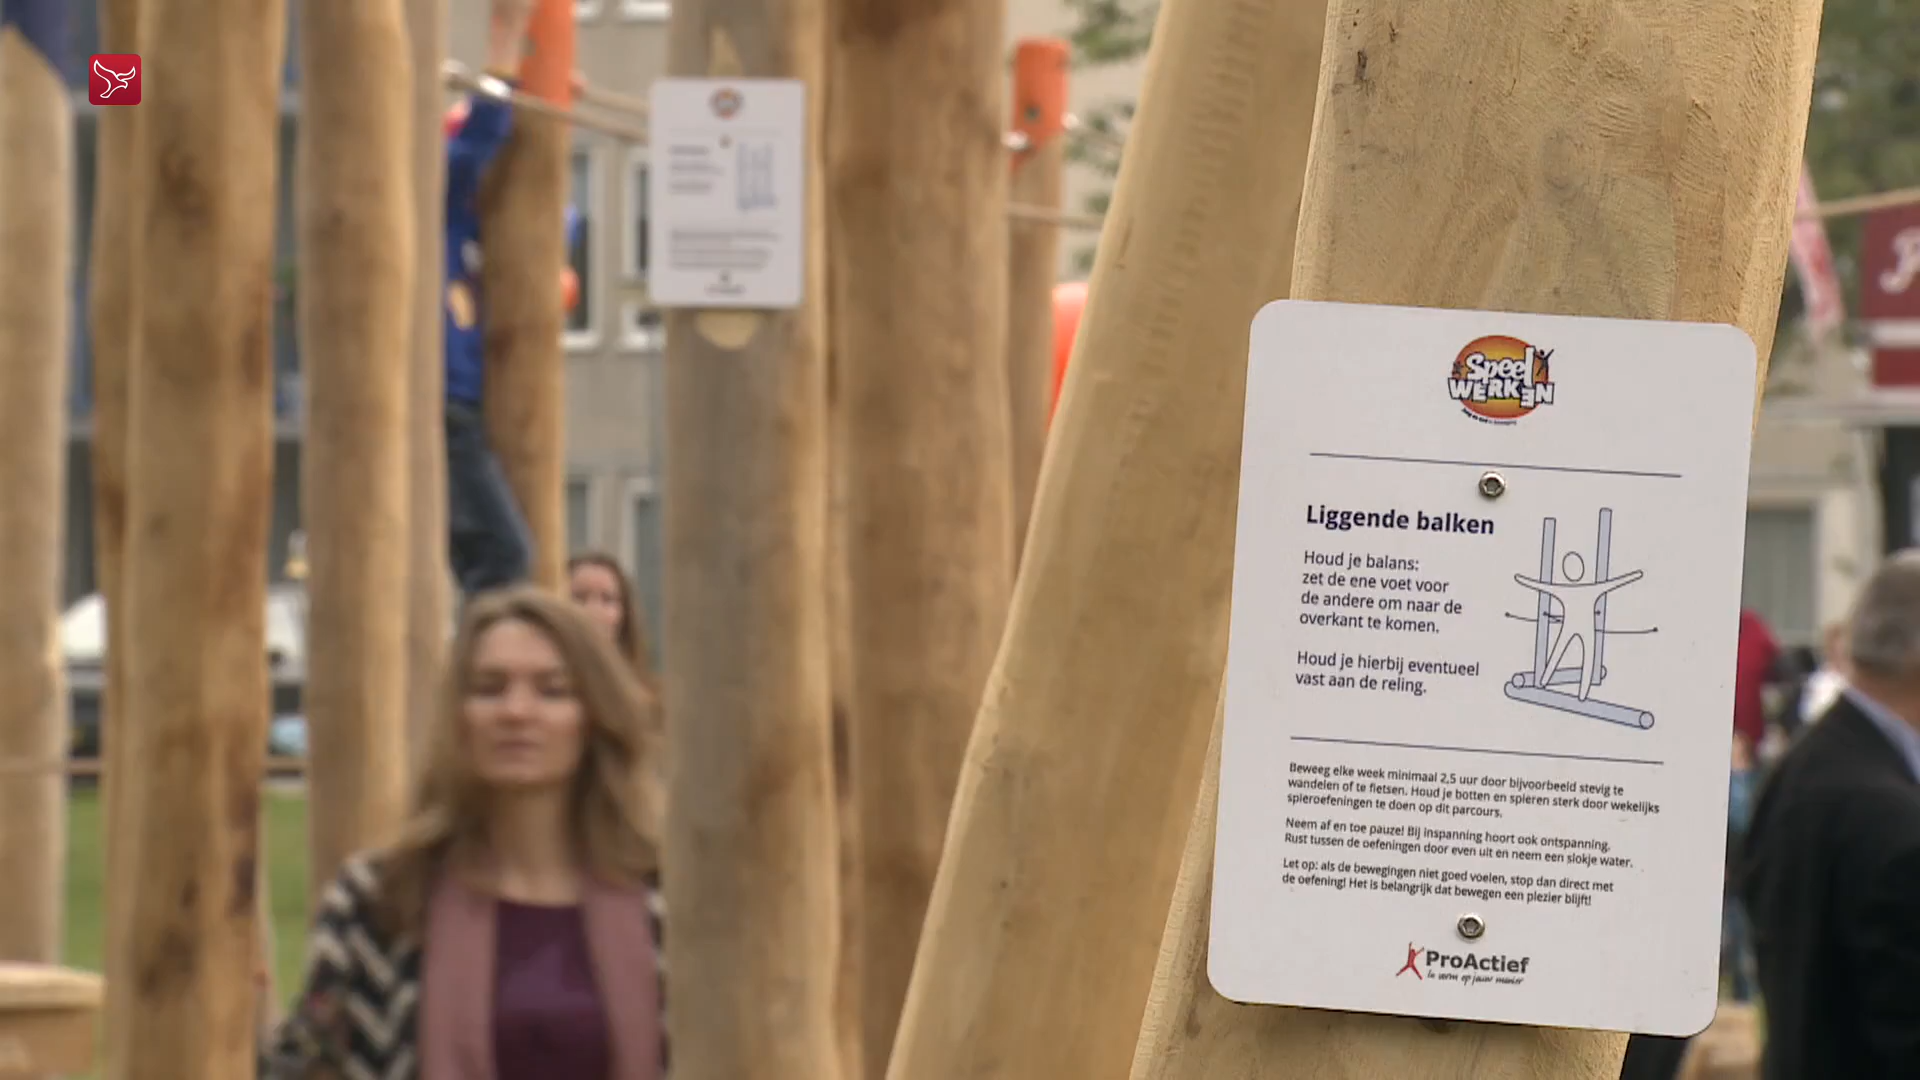 Speel
WERKEN
Liggende balken
Houd je balans:
zet de ene voet voor
de andere om naar de
overkant te komen.
Houd je hierbij eventueel
vast aan de reling.
Beweeg elke week minimaal 2,5 uur door bijvoorbeeld stevig te
wandelen of te fietsen. Houd je botten en spieren sterk door wekelijks
spieroefeningen te doen op dit parcours.
Neem af en toe pauze! Bij inspanning hoort ook ontspanning.
Rust tussen de oefeningen door even uit en neem een slokje water.
Let op: als de bewegingen niet goed voelen, stop dan direct met
de oefening! Het is belangrijk dat bewegen een plezier blijft!
ProActief
In vorm op jouw manier